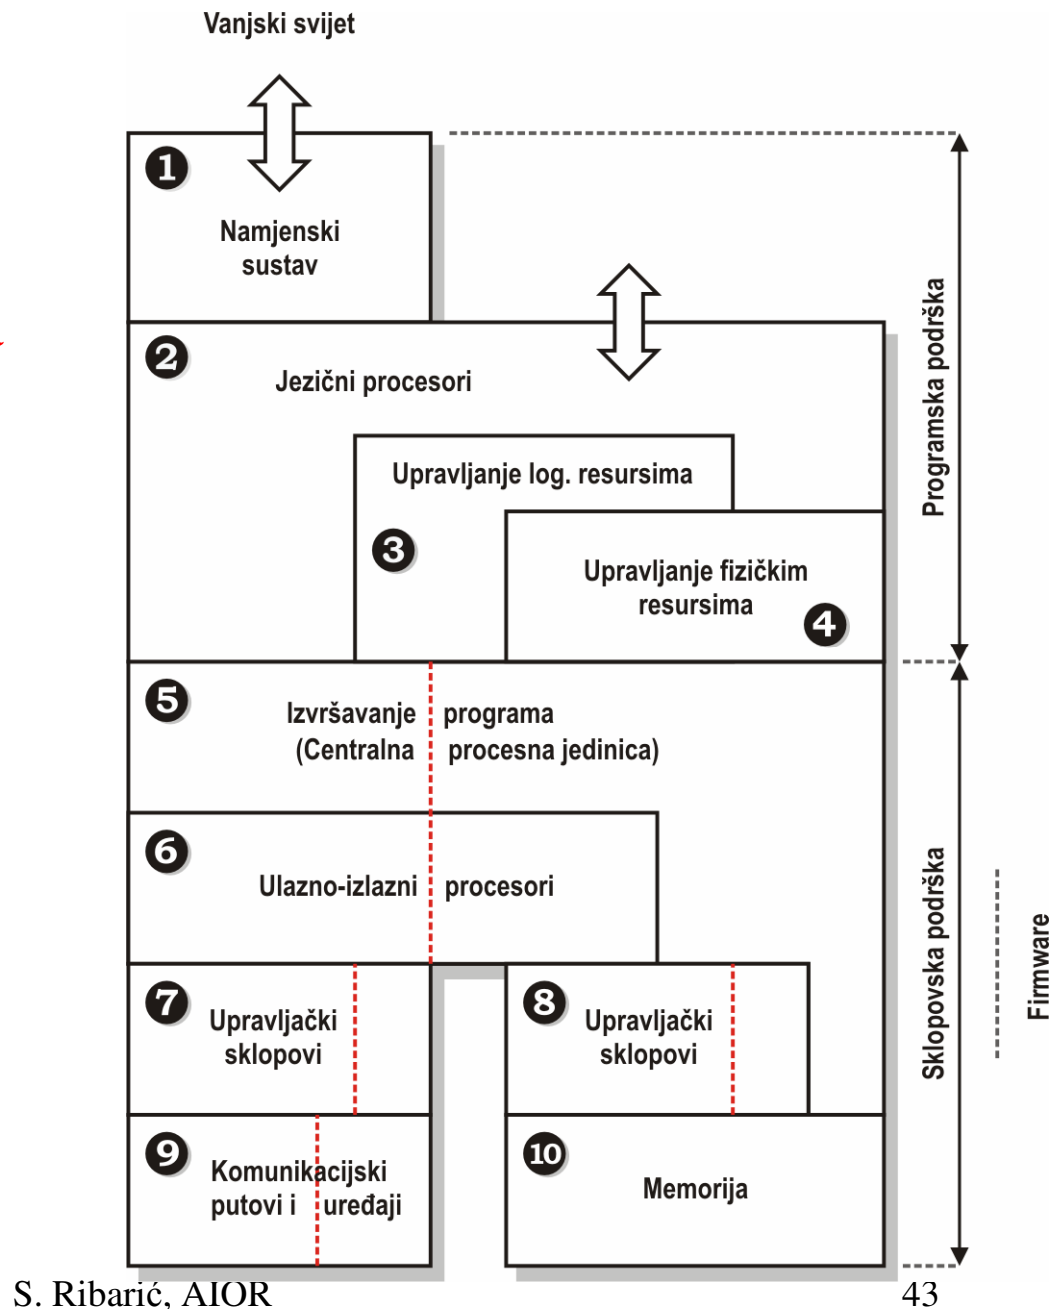 Vanjski svijet
1
Namjenski
sustav
2
Jezični procesori
Upravljanje log. resursima
3
Upravljanje fizičkim
resursima
4
Programska podrška
5
Izvršavanje programa
(Centralna procesna jedinica)
6
Ulazno-izlazni procesori
7
Upravljački
sklopovi
8
Upravljački
sklopovi
9
Komunikacijski
putovi i uređaji
10
Memorija
Sklopovska podrška
Firmware
S. Ribarić, AIOR
43